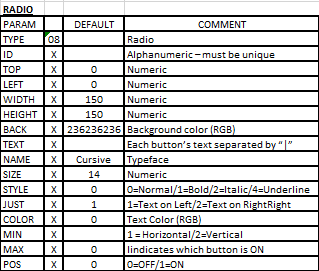 RADIO
PARAM DEFAULT COMMENT
TYPE 08 Radio
ID X Alphanumeric – must be unique
TOP X 0 Numeric
LEFT X 0 Numeric
WIDTH X 150 Numeric
HEIGHT X 150 Numeric
BACK X 236236236 Background color (RGB)
TEXT X Each button's text separated by "|"
NAME X Cursive Typeface
SIZE X 14 Numeric
STYLE X 0 0=Normal/1=Bold/2=Italic/4=Underline
JUST X 1 1=Text on Left/2=Text on RightRight
COLOR X 0 Text Color (RGB)
MIN X 1 = Horizontal/2=Vertical
MAX X 0 Iindicates which button is ON
POS X 0 0=OFF/1=ON